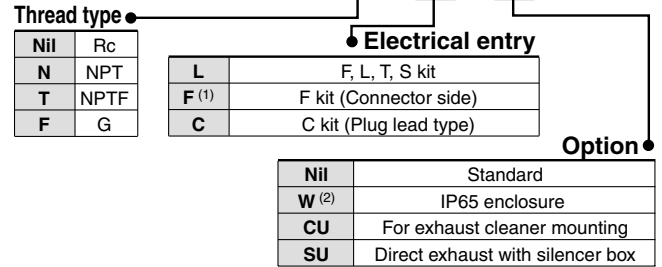 Thread type
Nil Rc
N NPT
T NPTF
F G
Electrical entry
L F, L, T, S kit
F (1) F kit (Connector side)
C C kit (Plug lead type)
Option
Nil Standard
W (2) IP65 enclosure
CU For exhaust cleaner mounting
SU Direct exhaust with silencer box